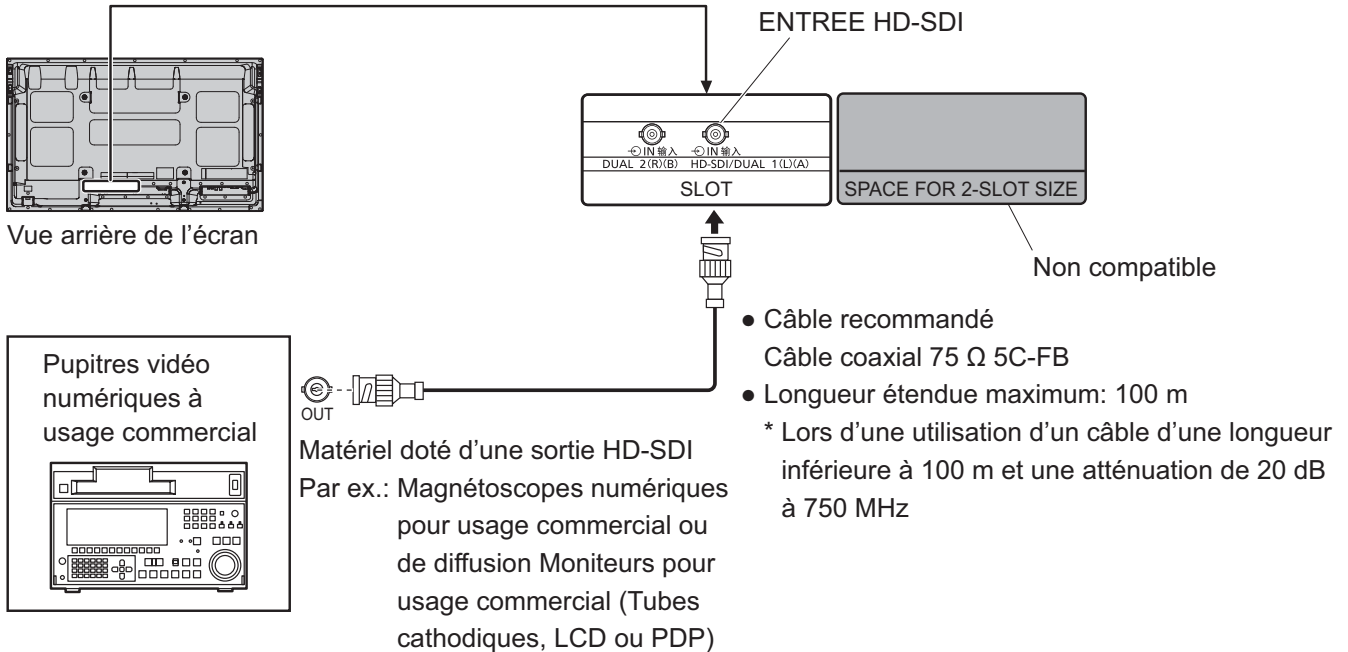 ENTREE HD-SDI
IN 输入 IN 输入
DUAL 2(R)(B) HD-SDI/DUAL 1(L)(A)
SLOT
SPACE FOR 2-SLOT SIZE
Vue arrière de l’écran
Non compatible
Pupitres vidéo
numériques à
usage commercial
OUT
Matériel doté d’une sortie HD-SDI
Par ex.: Magnétoscopes numériques
pour usage commercial ou
de diffusion Moniteurs pour
usage commercial (Tubes
cathodiques, LCD ou PDP)
● Câble recommandé
Câble coaxial 75 Ω 5C-FB
● Longueur étendue maximum: 100 m
* Lors d’une utilisation d’un câble d’une longueur
inférieure à 100 m et une atténuation de 20 dB
à 750 MHz